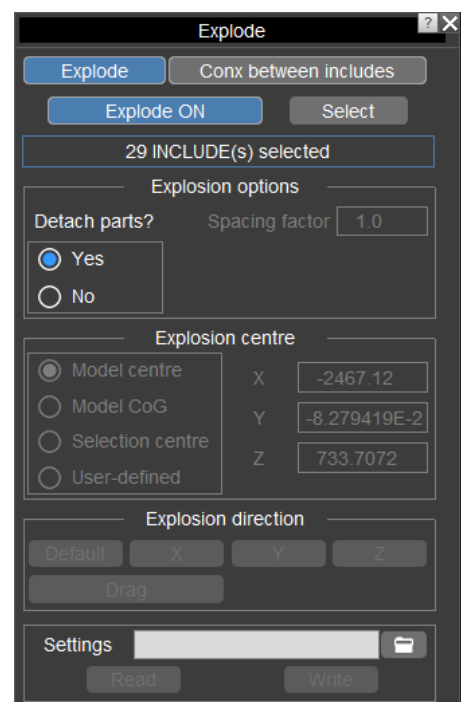 Explode ?
Explode Conx between includes
Explode ON Select
29 INCLUDE(s) selected
Explosion options
Detach parts? Spacing factor 1.0
Yes
No
Explosion centre
Model centre X -2467.12
Model CoG Y -8.279419E-2
Selection centre Z 733.7072
User-defined
Explosion direction
Default X Y Z
Drag
Settings
Read Write